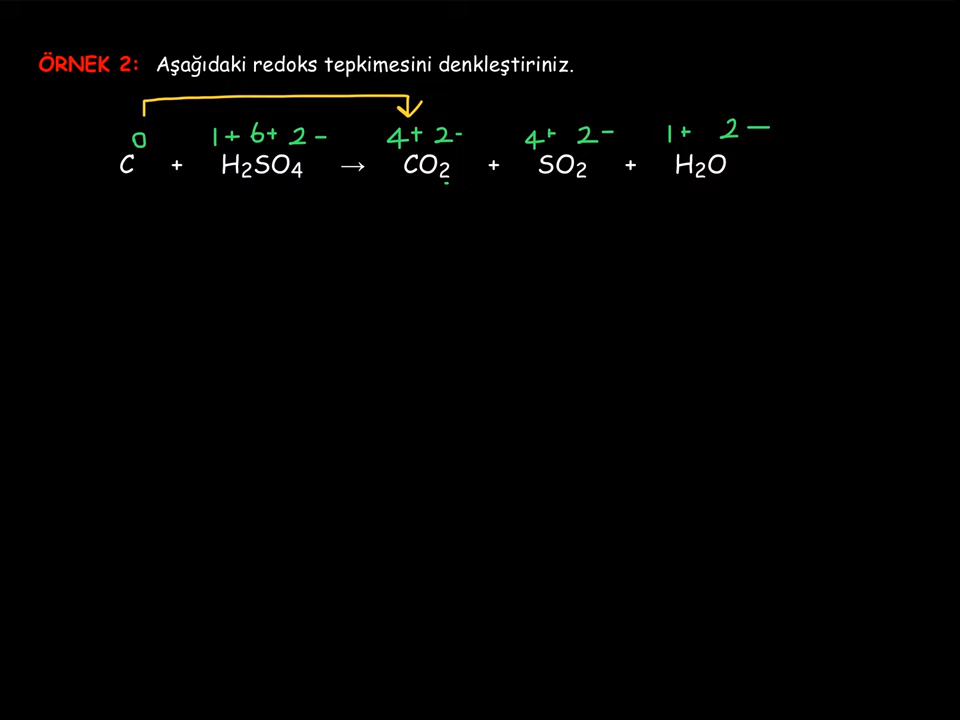 ÖRNEK 2: Aşağıdaki redoks tepkimesini denkleştiriniz.
0 1+ 6+ 2- 4+ 2- 4+ 2- 1+ 2-
C + H₂SO₄ → CO₂ + SO₂ + H₂O